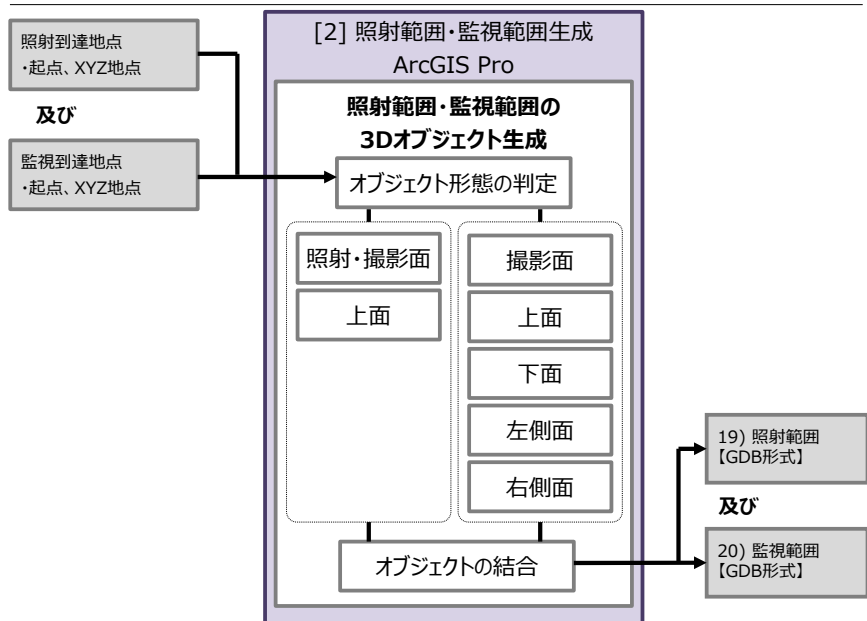 照射到達地点
・起点、XYZ地点
及び
監視到達地点
・起点、XYZ地点
[2] 照射範囲・監視範囲生成
ArcGIS Pro
照射範囲・監視範囲の
3Dオブジェクト生成
オブジェクト形態の判定
照射・撮影面
上面
撮影面
上面
下面
左側面
右側面
オブジェクトの結合
19) 照射範囲
【GDB形式】
及び
20) 監視範囲
【GDB形式】